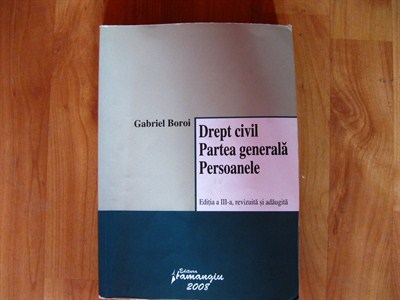 Gabriel Boroi
Drept civil
Partea generală
Persoanele
Ediția a III-a, revizuită și adăugită
Editura
Hamangiu
2008